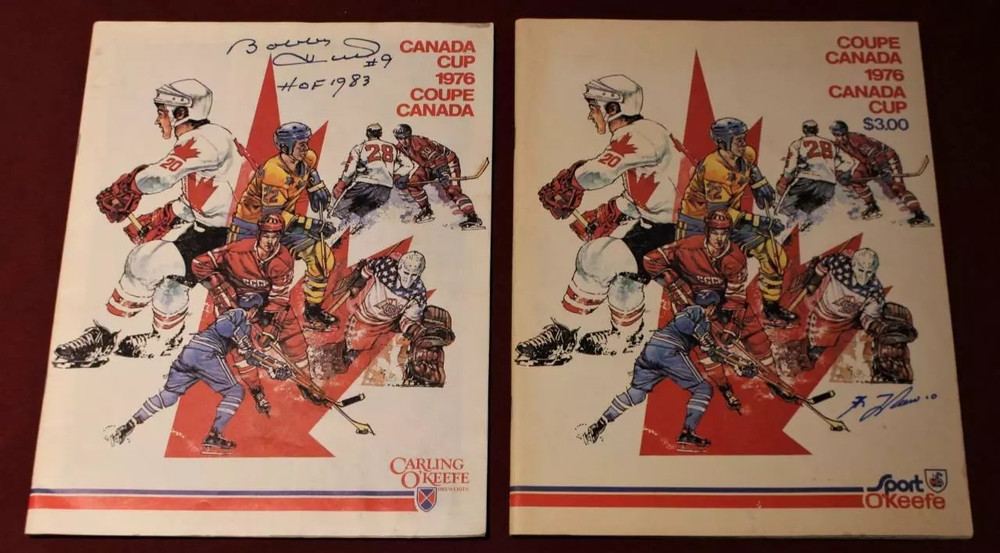 Bobby Hull
#9
HOF 1983
CANADA
CUP
1976
COUPE
CANADA
20
28
CCCP
CARLING
O'KEEFE
BREWERIES
COUPE
CANADA
1976
CANADA
CUP
$3.00
20
28
CCCP
Sport
O'Keefe